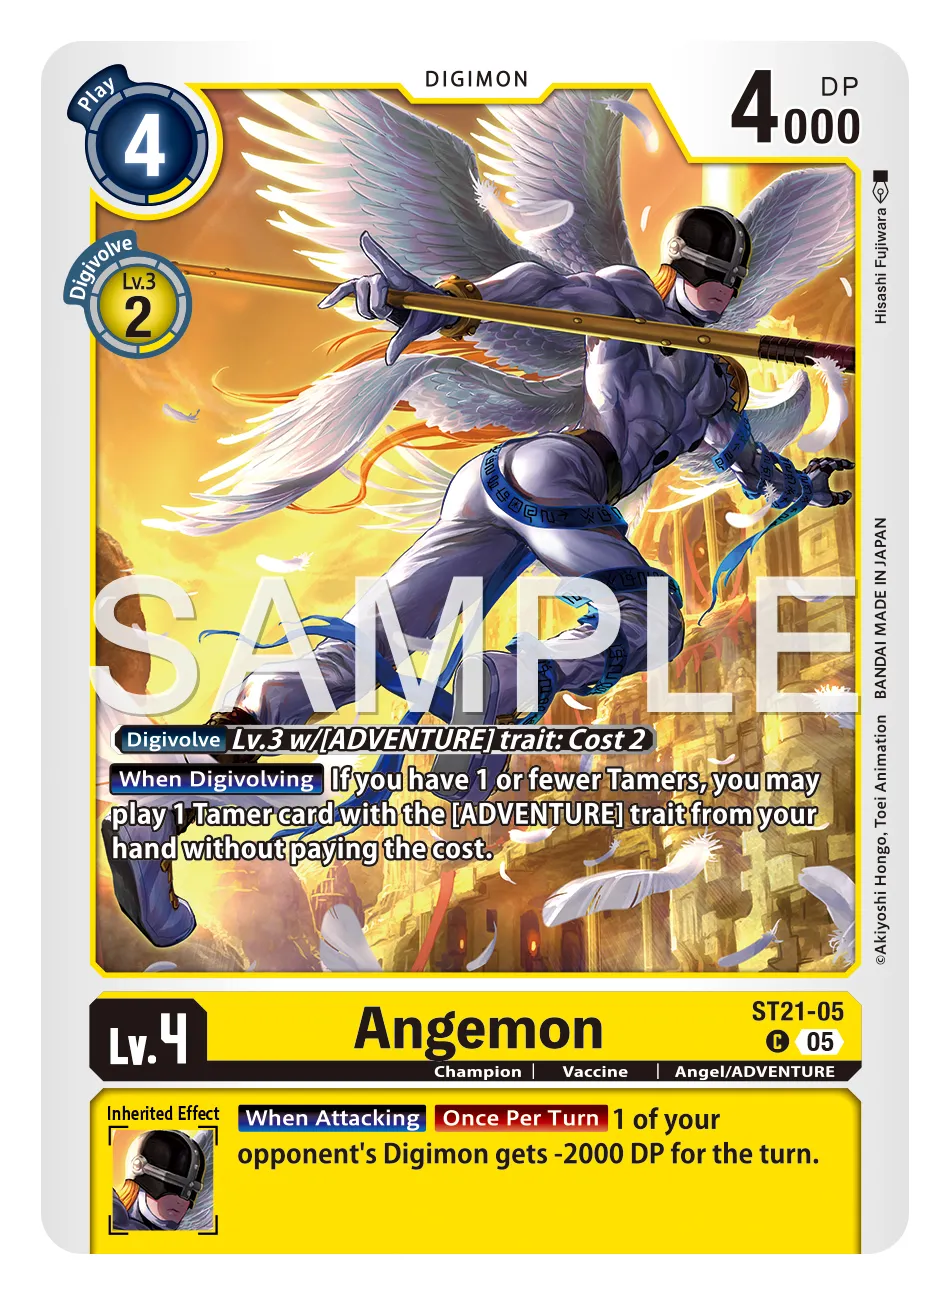 DIGIMON
Play
4
DP
4000
Digivolve
Lv.3
2
Hisashi Fujiwara
SAMPLE
©Akiyoshi Hongo, Toei Animation BANDAI MADE IN JAPAN
Digivolve Lv.3 w/[ADVENTURE] trait: Cost 2
When Digivolving If you have 1 or fewer Tamers, you may
play 1 Tamer card with the [ADVENTURE] trait from your
hand without paying the cost.
Lv.4
Angemon
ST21-05
C 05
Champion | Vaccine | Angel/ADVENTURE
Inherited Effect
When Attacking Once Per Turn 1 of your
opponent's Digimon gets -2000 DP for the turn.